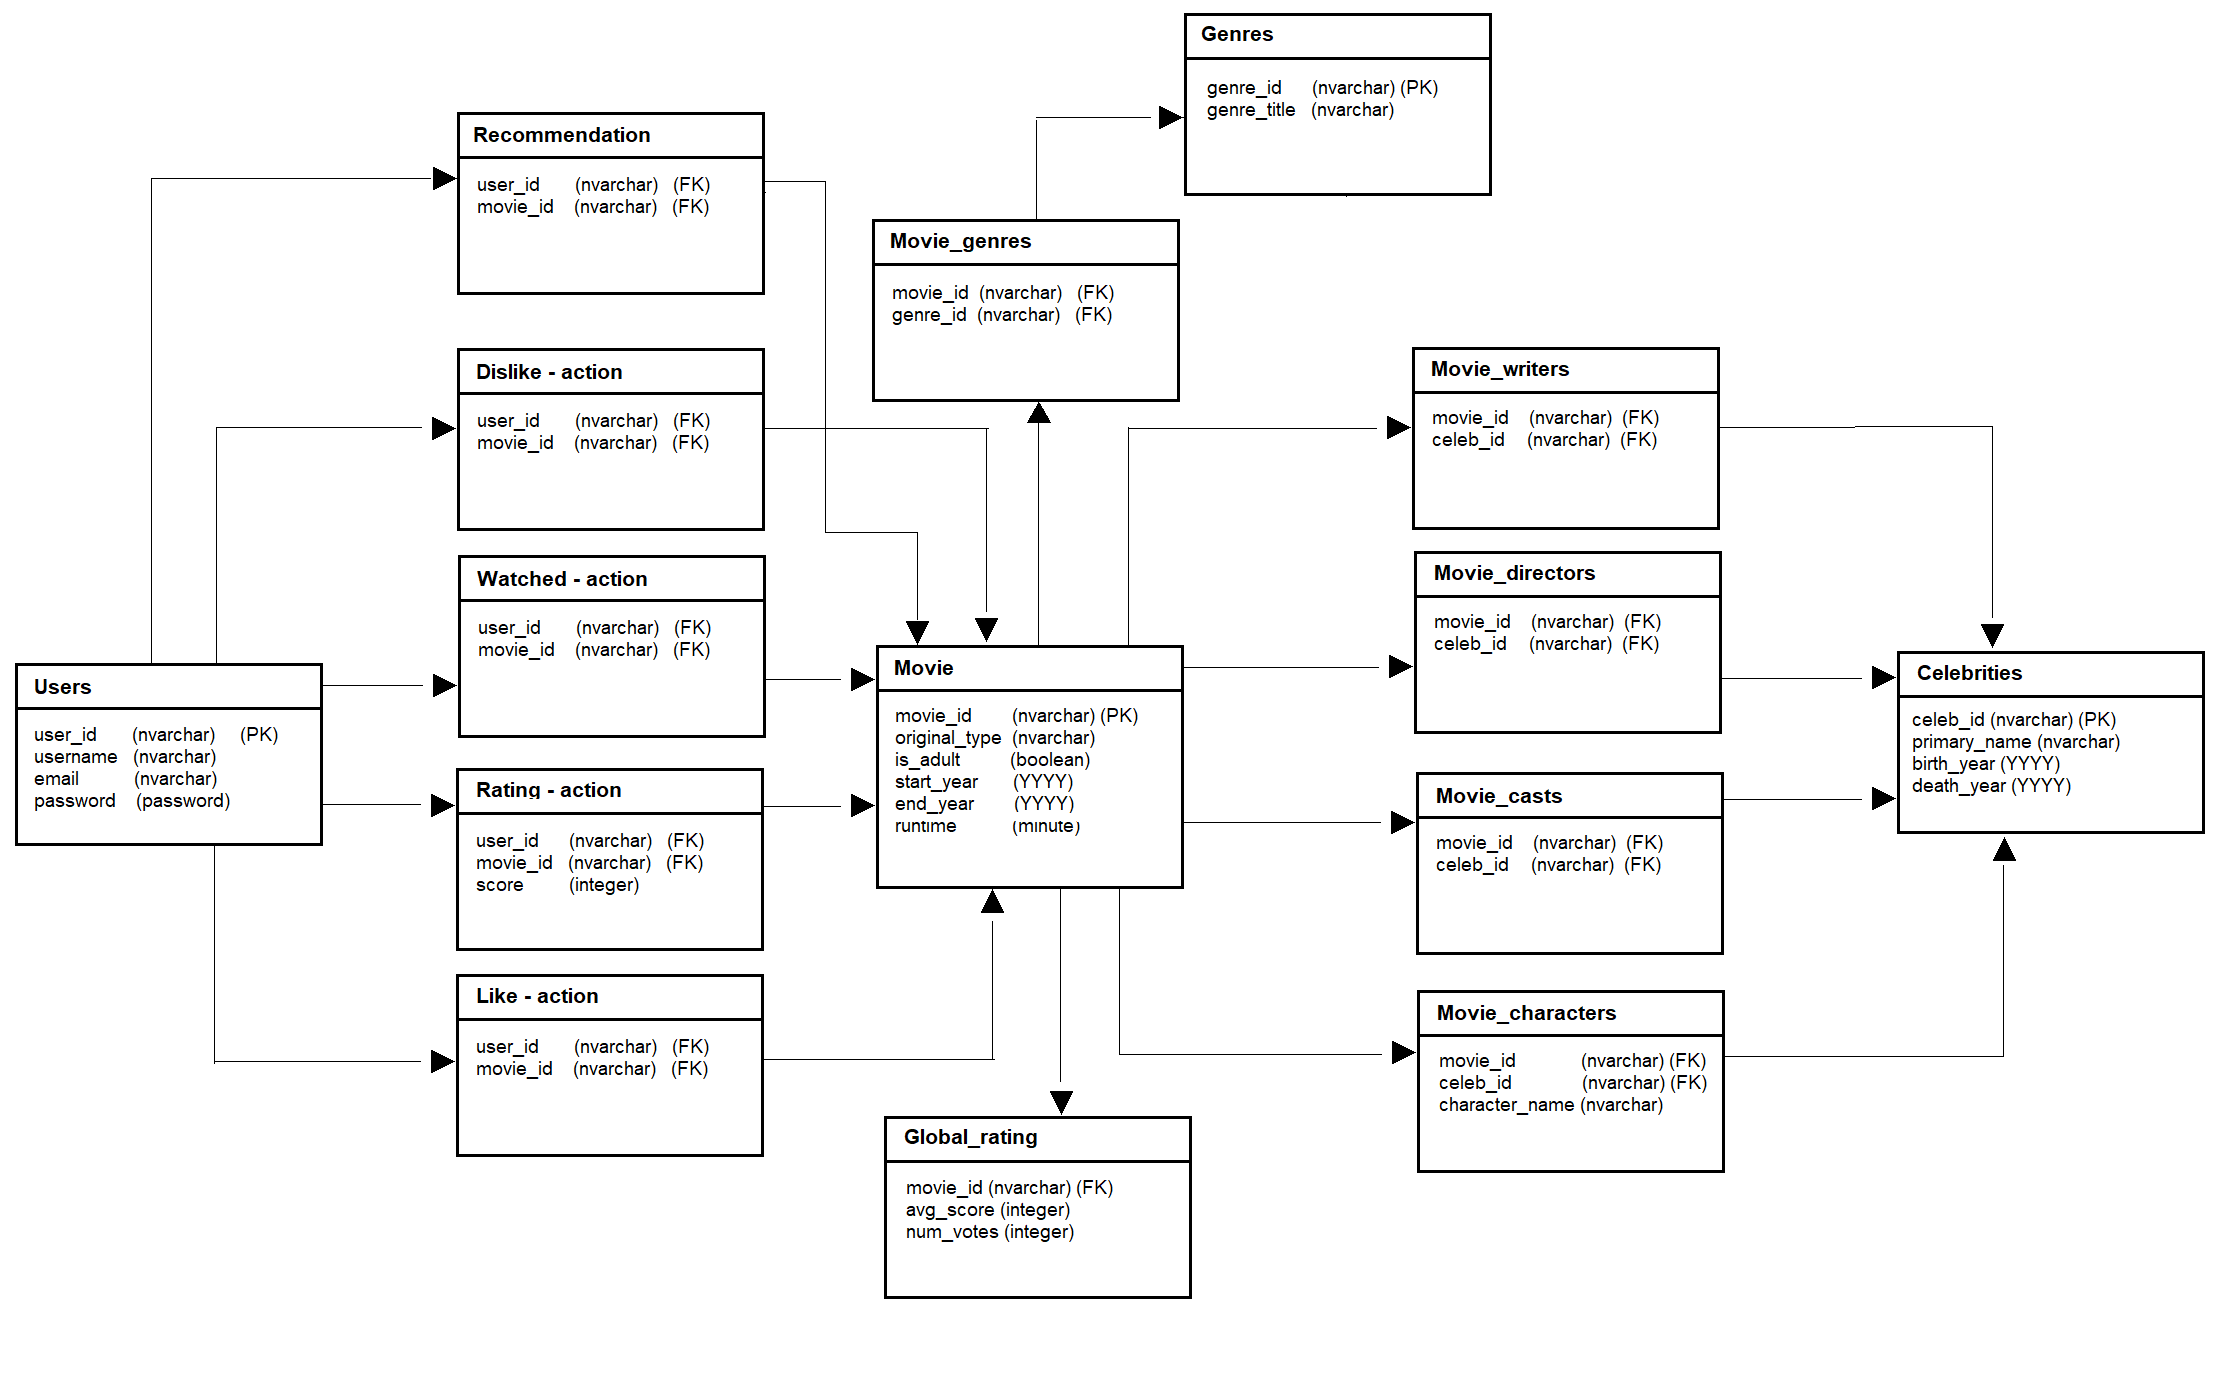 Genres
genre_id (nvarchar) (PK)
genre_title (nvarchar)
Recommendation
user_id (nvarchar) (FK)
movie_id (nvarchar) (FK)
Movie_genres
movie_id (nvarchar) (FK)
genre_id (nvarchar) (FK)
Dislike - action
user_id (nvarchar) (FK)
movie_id (nvarchar) (FK)
Movie_writers
movie_id (nvarchar) (FK)
celeb_id (nvarchar) (FK)
Watched - action
user_id (nvarchar) (FK)
movie_id (nvarchar) (FK)
Movie_directors
movie_id (nvarchar) (FK)
celeb_id (nvarchar) (FK)
Users
user_id (nvarchar) (PK)
username (nvarchar)
email (nvarchar)
password (password)
Movie
movie_id (nvarchar) (PK)
original_type (nvarchar)
is_adult (boolean)
start_year (YYYY)
end_year (YYYY)
runtime (minute)
Celebrities
celeb_id (nvarchar) (PK)
primary_name (nvarchar)
birth_year (YYYY)
death_year (YYYY)
Rating - action
user_id (nvarchar) (FK)
movie_id (nvarchar) (FK)
score (integer)
Movie_casts
movie_id (nvarchar) (FK)
celeb_id (nvarchar) (FK)
Like - action
user_id (nvarchar) (FK)
movie_id (nvarchar) (FK)
Movie_characters
movie_id (nvarchar) (FK)
celeb_id (nvarchar) (FK)
character_name (nvarchar)
Global_rating
movie_id (nvarchar) (FK)
avg_score (integer)
num_votes (integer)